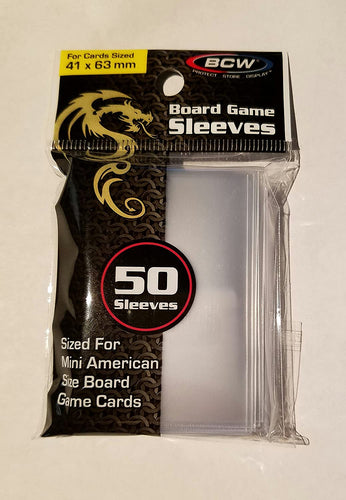 For Cards Sized
41 x 63 mm
BCW
PROTECT STORE DISPLAY
Board Game
Sleeves
50
Sleeves
Sized For
Mini American
Size Board
Game Cards